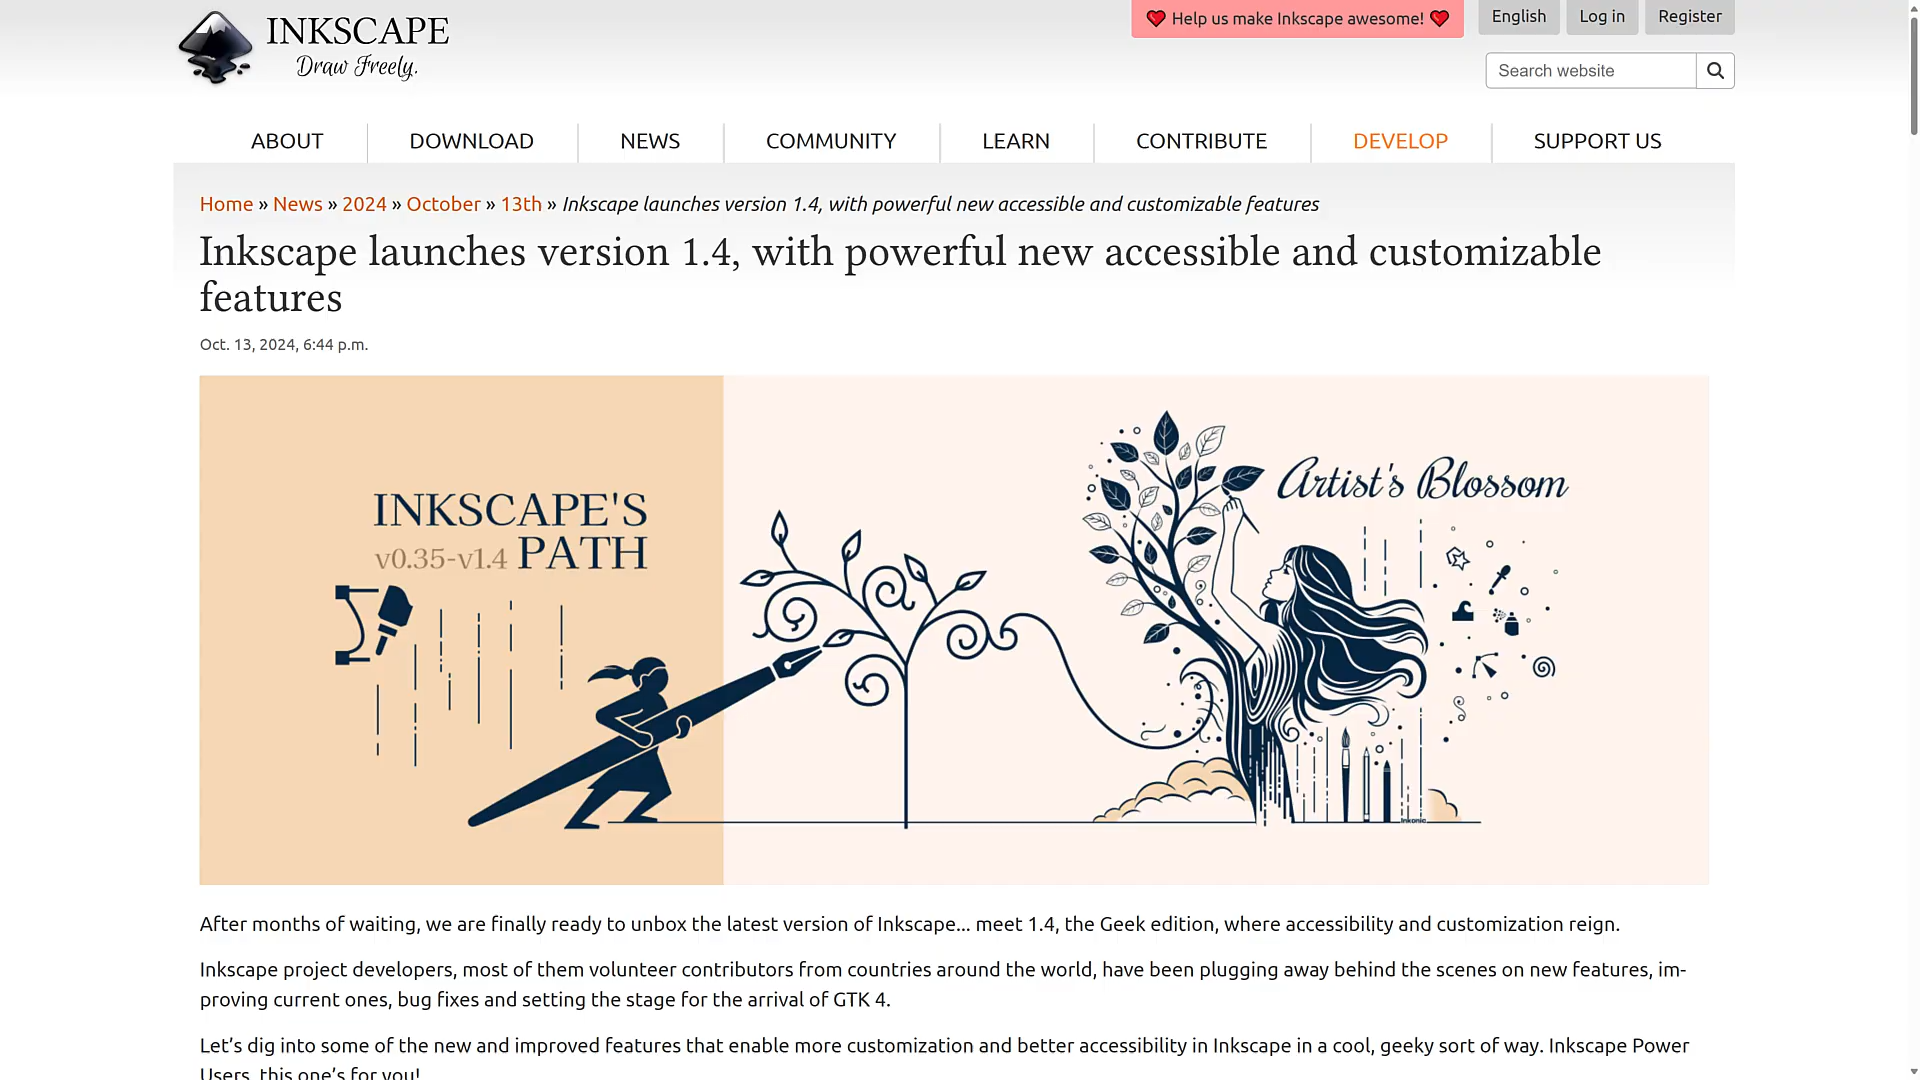 INKSCAPE
Draw Freely.
Help us make Inkscape awesome!
English
Log in
Register
Search website
ABOUT
DOWNLOAD
NEWS
COMMUNITY
LEARN
CONTRIBUTE
DEVELOP
SUPPORT US
Home » News » 2024 » October » 13th » Inkscape launches version 1.4, with powerful new accessible and customizable features
Inkscape launches version 1.4, with powerful new accessible and customizable
features
Oct. 13, 2024, 6:44 p.m.
INKSCAPE'S
v0.35-v1.4 PATH
Artist's Blossom
Inkonic
After months of waiting, we are finally ready to unbox the latest version of Inkscape... meet 1.4, the Geek edition, where accessibility and customization reign.
Inkscape project developers, most of them volunteer contributors from countries around the world, have been plugging away behind the scenes on new features, im-
proving current ones, bug fixes and setting the stage for the arrival of GTK 4.
Let’s dig into some of the new and improved features that enable more customization and better accessibility in Inkscape in a cool, geeky sort of way. Inkscape Power
Users, this one’s for you!